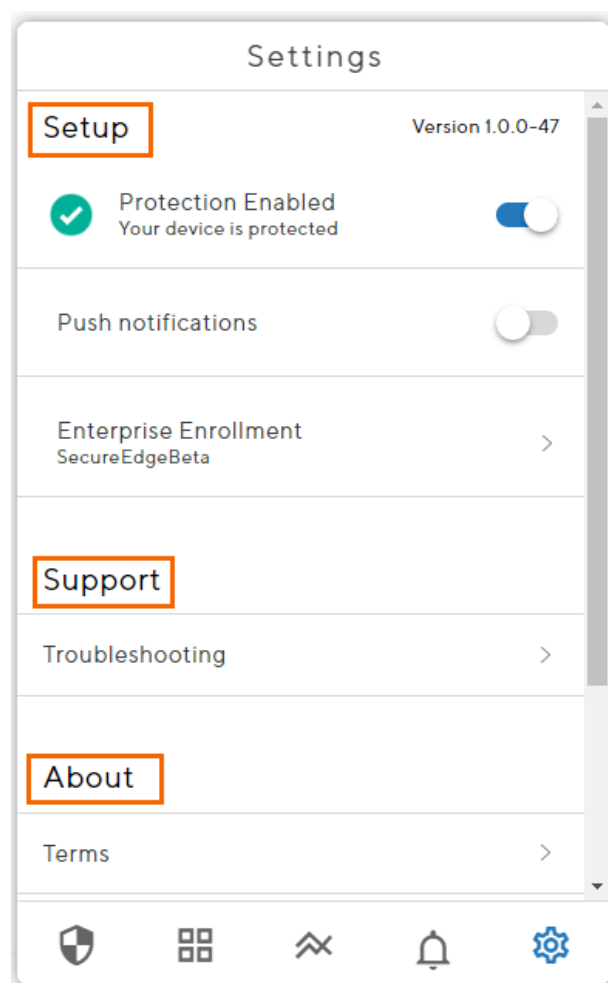 Settings
Setup
Version 1.0.0-47
Protection Enabled
Your device is protected
Push notifications
Enterprise Enrollment
SecureEdgeBeta
Support
Troubleshooting
About
Terms